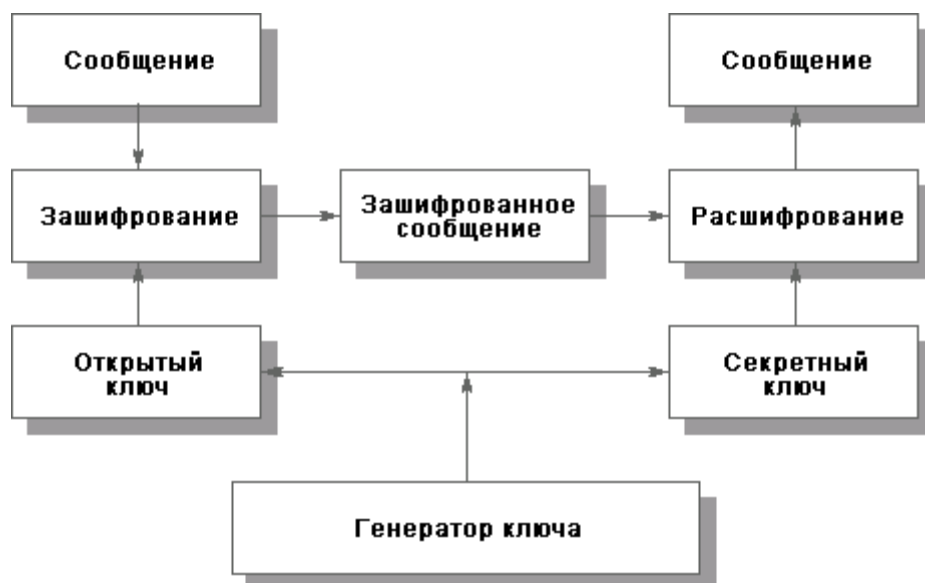 Сообщение
Сообщение
Зашифрование
Зашифрованное
сообщение
Расшифрование
Открытый
ключ
Секретный
ключ
Генератор ключа